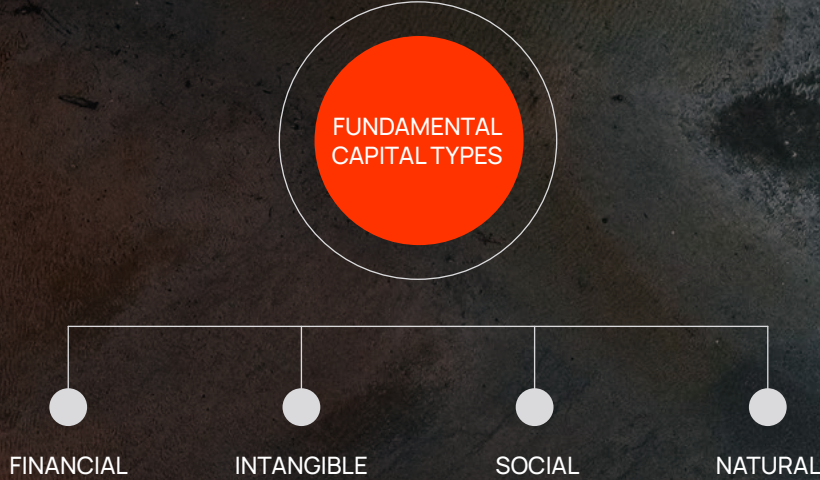 FUNDAMENTAL
CAPITAL TYPES
FINANCIAL
INTANGIBLE
SOCIAL
NATURAL